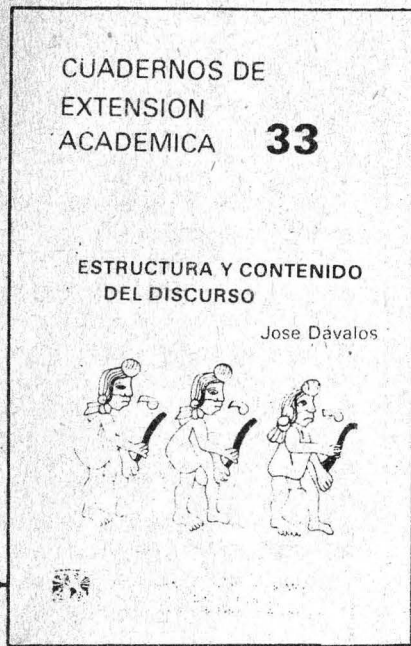 CUADERNOS DE
EXTENSION
ACADEMICA 33
ESTRUCTURA Y CONTENIDO
DEL DISCURSO
Jose Dávalos